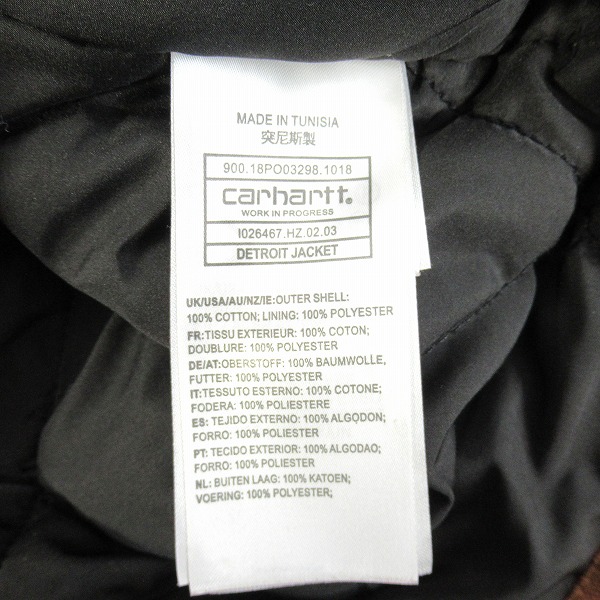 MADE IN TUNISIA
突尼斯製
900.18PO03298.1018
carhartt.
WORK IN PROGRESS
I026467.HZ.02.03
DETROIT JACKET
UK/USA/AU/NZ/IE:OUTER SHELL:
100% COTTON; LINING: 100% POLYESTER
FR:TISSU EXTERIEUR: 100% COTON;
DOUBLURE: 100% POLYESTER
DE/AT:OBERSTOFF: 100% BAUMWOLLE,
FUTTER: 100% POLYESTER
IT:TESSUTO ESTERNO: 100% COTONE;
FODERA: 100% POLIESTERE
ES: TEJIDO EXTERNO: 100% ALGODON;
FORRO: 100% POLYESTER
PT: TECIDO EXTERIOR: 100% ALGODAO;
FORRO: 100% POLYESTER
NL: BUITEN LAAG: 100% KATOEN;
VOERING: 100% POLYESTER;